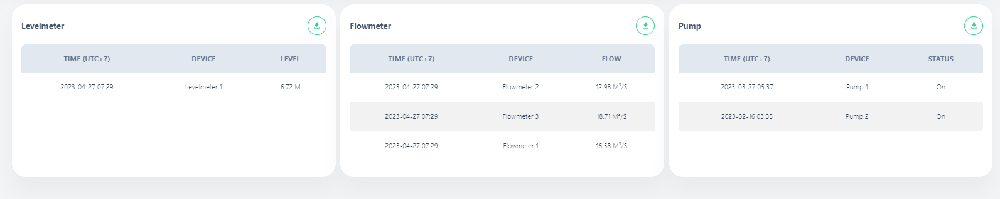 Levelmeter
TIME (UTC+7) DEVICE LEVEL
2023-04-27 07:29 Levelmeter 1 6.72 M
Flowmeter
TIME (UTC+7) DEVICE FLOW
2023-04-27 07:29 Flowmeter 2 12.98 M³/S
2023-04-27 07:29 Flowmeter 3 18.71 M³/S
2023-04-27 07:29 Flowmeter 1 16.58 M³/S
Pump
TIME (UTC+7) DEVICE STATUS
2023-03-27 05:37 Pump 1 On
2023-02-16 03:35 Pump 2 On